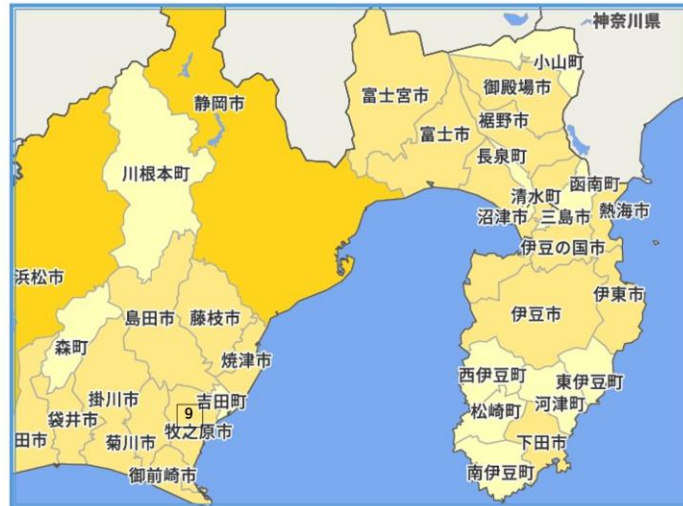 神奈川県
小山町
御殿場市
富士宮市
静岡市
裾野市
富士市
長泉町
川根本町
函南町
清水町
熱海市
沼津市
三島市
伊豆の国市
浜松市
伊東市
伊豆市
島田市
藤枝市
森町
焼津市
西伊豆町
東伊豆町
掛川市
吉田町
河津町
松崎町
9
袋井市
牧之原市
田市
菊川市
下田市
御前崎市
南伊豆町